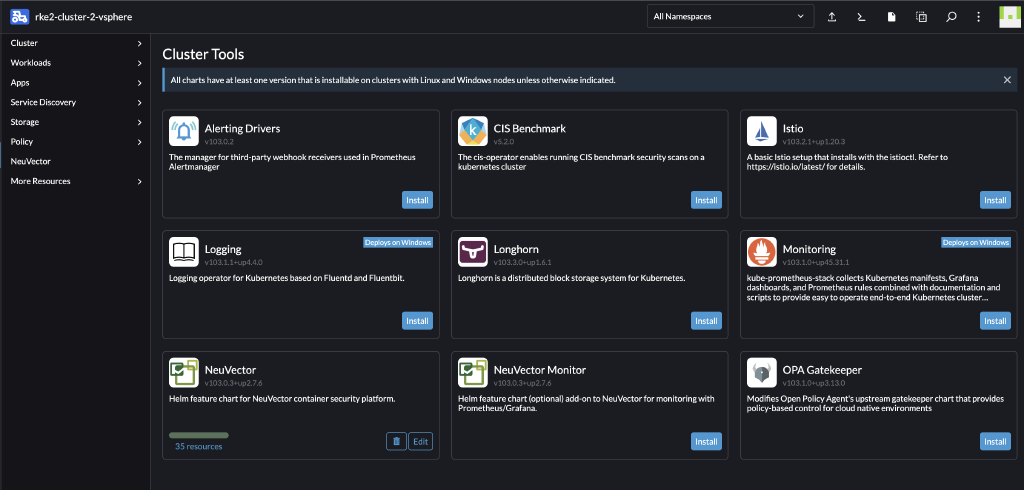 rke2-cluster-2-vsphere
All Namespaces
Cluster
Workloads
Apps
Service Discovery
Storage
Policy
NeuVector
More Resources
Cluster Tools
All charts have at least one version that is installable on clusters with Linux and Windows nodes unless otherwise indicated.
Alerting Drivers
v103.0.2
The manager for third-party webhook receivers used in Prometheus
Alertmanager
Install
CIS Benchmark
v5.2.0
The cis-operator enables running CIS benchmark security scans on a
kubernetes cluster
Install
Istio
v103.2.1+up1.20.3
A basic Istio setup that installs with the istioctl. Refer to
https://istio.io/latest/ for details.
Install
Deploys on Windows
Logging
v103.1.1+up4.4.0
Logging operator for Kubernetes based on Fluentd and Fluentbit.
Install
Longhorn
v103.3.0+up1.6.1
Longhorn is a distributed block storage system for Kubernetes.
Install
Deploys on Windows
Monitoring
v103.1.0+up45.31.1
kube-prometheus-stack collects Kubernetes manifests, Grafana
dashboards, and Prometheus rules combined with documentation and
scripts to provide easy to operate end-to-end Kubernetes cluster...
Install
NeuVector
v103.0.3+up2.7.6
Helm feature chart for NeuVector container security platform.
35 resources
Edit
NeuVector Monitor
v103.0.3+up2.7.6
Helm feature chart (optional) add-on to NeuVector for monitoring with
Prometheus/Grafana.
Install
OPA Gatekeeper
v103.1.0+up3.13.0
Modifies Open Policy Agent's upstream gatekeeper chart that provides
policy-based control for cloud native environments
Install